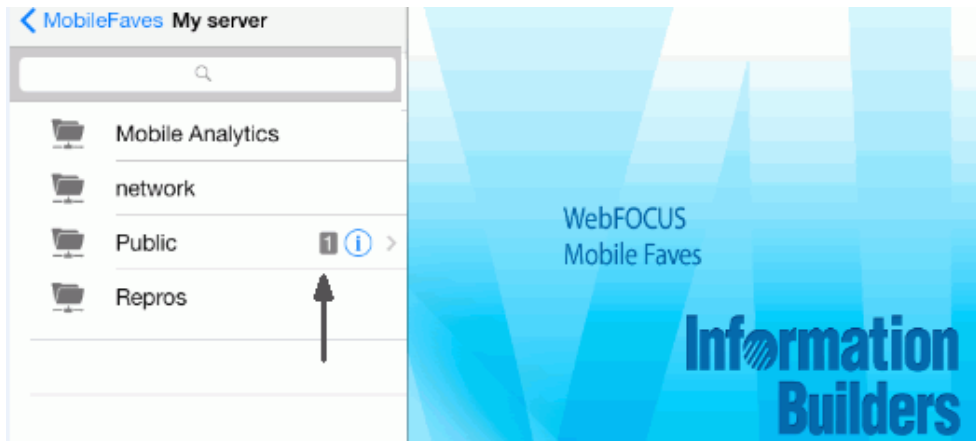 MobileFaves My server
Mobile Analytics
network
Public 1 i
Repros
WebFOCUS
Mobile Faves
Information
Builders